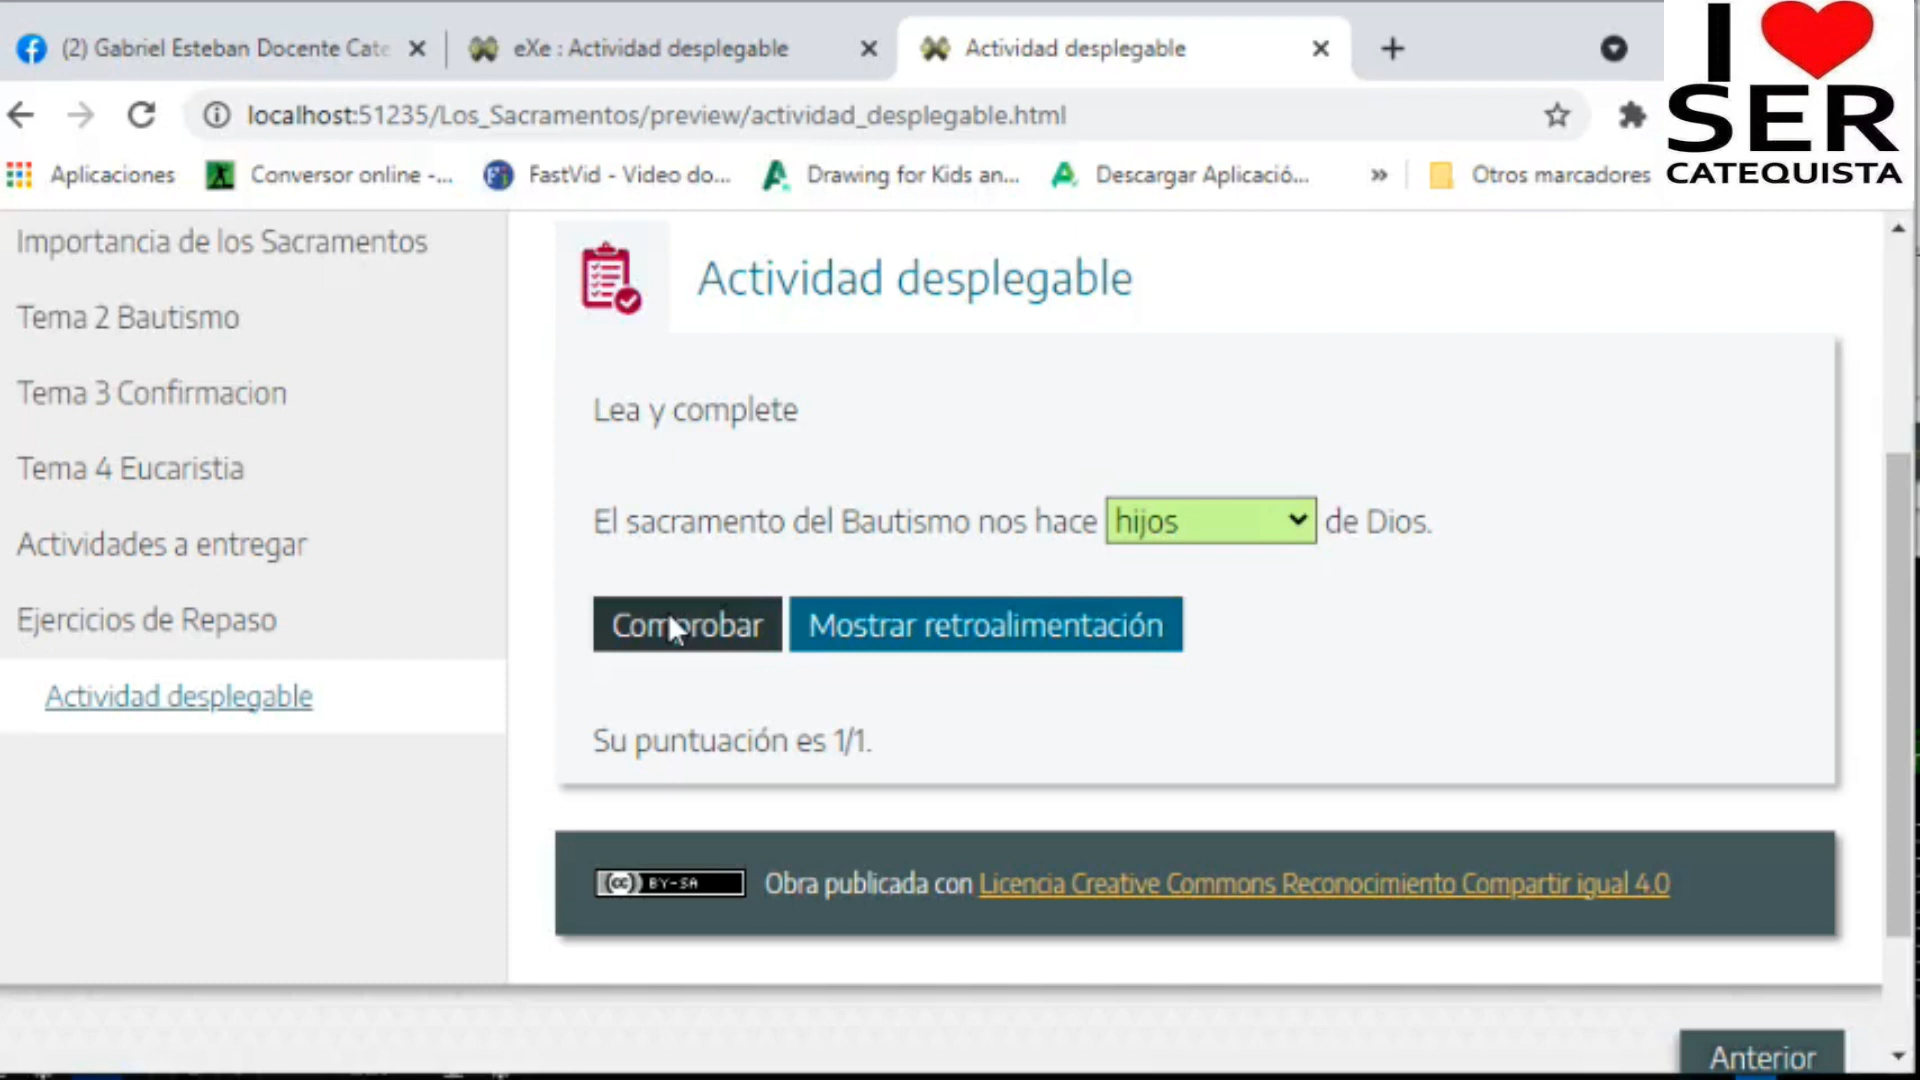 (2) Gabriel Esteban Docente Cate
eXe : Actividad desplegable
Actividad desplegable
I
SER
CATEQUISTA
localhost:51235/Los_Sacramentos/preview/actividad_desplegable.html
Aplicaciones
Conversor online -...
FastVid - Video do...
Drawing for Kids an...
Descargar Aplicació...
»
Otros marcadores
Importancia de los Sacramentos
Tema 2 Bautismo
Tema 3 Confirmacion
Tema 4 Eucaristia
Actividades a entregar
Ejercicios de Repaso
Actividad desplegable
Actividad desplegable
Lea y complete
El sacramento del Bautismo nos hace hijos de Dios.
Comprobar Mostrar retroalimentación
Su puntuación es 1/1.
(cc) BY-SA Obra publicada con Licencia Creative Commons Reconocimiento Compartir igual 4.0
Anterior